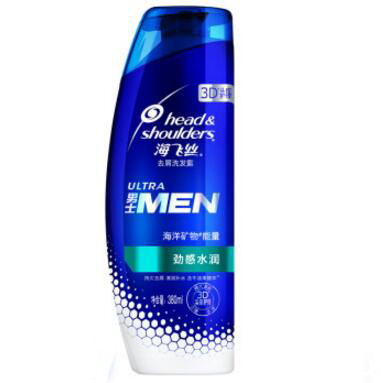 3D
head &
shoulders
海飞丝
去屑洗发露
ULTRA
男士MEN
海洋矿物能量
劲感水润
净含量:380ml
3D